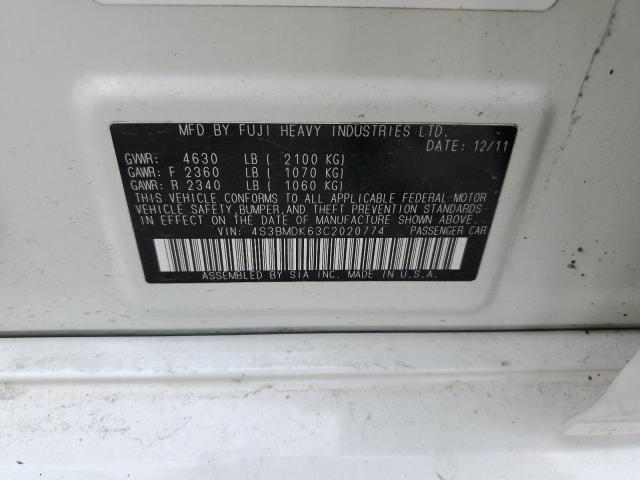 MFD BY FUJI HEAVY INDUSTRIES LTD.
DATE: 12/11
GVWR: 4630 LB ( 2100 KG)
GAWR: F 2360 LB ( 1070 KG)
GAWR: R 2340 LB ( 1060 KG)
THIS VEHICLE CONFORMS TO ALL APPLICABLE FEDERAL MOTOR
VEHICLE SAFETY, BUMPER, AND THEFT PREVENTION STANDARDS
IN EFFECT ON THE DATE OF MANUFACTURE SHOWN ABOVE.
VIN: 4S3BMDK63C2020774 PASSENGER CAR
ASSEMBLED BY SIA INC. MADE IN U.S.A.